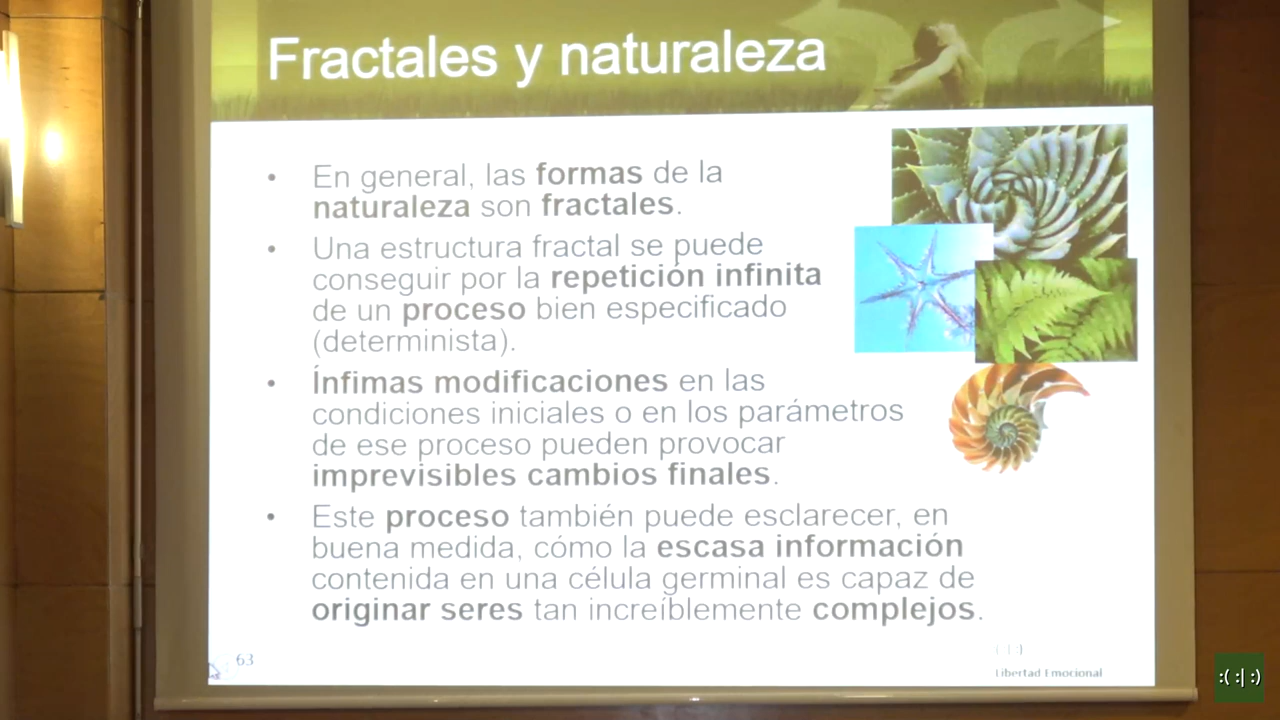 Fractales y naturaleza
• En general, las formas de la
naturaleza son fractales.
• Una estructura fractal se puede
conseguir por la repetición infinita
de un proceso bien especificado
(determinista).
• Ínfimas modificaciones en las
condiciones iniciales o en los parámetros
de ese proceso pueden provocar
imprevisibles cambios finales.
• Este proceso también puede esclarecer, en
buena medida, cómo la escasa información
contenida en una célula germinal es capaz de
originar seres tan increíblemente complejos.
63
Libertad Emocional
:( :| :)